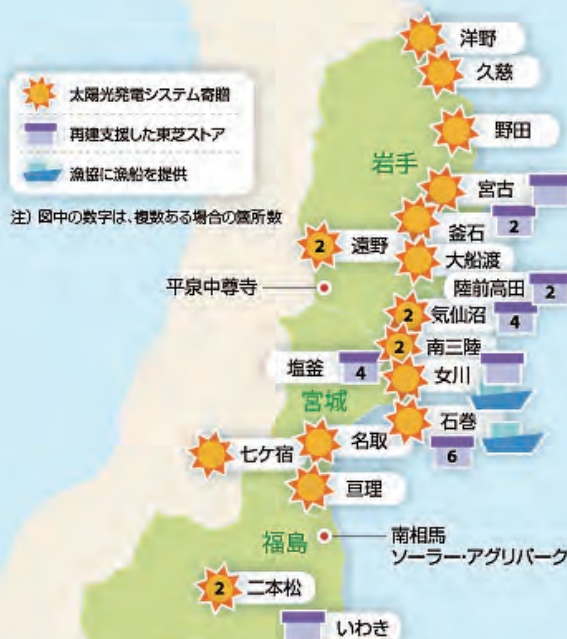 太陽光発電システム寄贈
再建支援した東芝ストア
漁協に漁船を提供
注）図中の数字は、複数ある場合の箇所数
洋野
久慈
野田
岩手
宮古
釜石 2
2 遠野
大船渡
平泉中尊寺
陸前高田 2
2 気仙沼 4
2 南三陸
塩釜 4
女川
宮城
石巻
6
名取
七ケ宿
亘理
福島
南相馬
ソーラー・アグリパーク
2 二本松
いわき